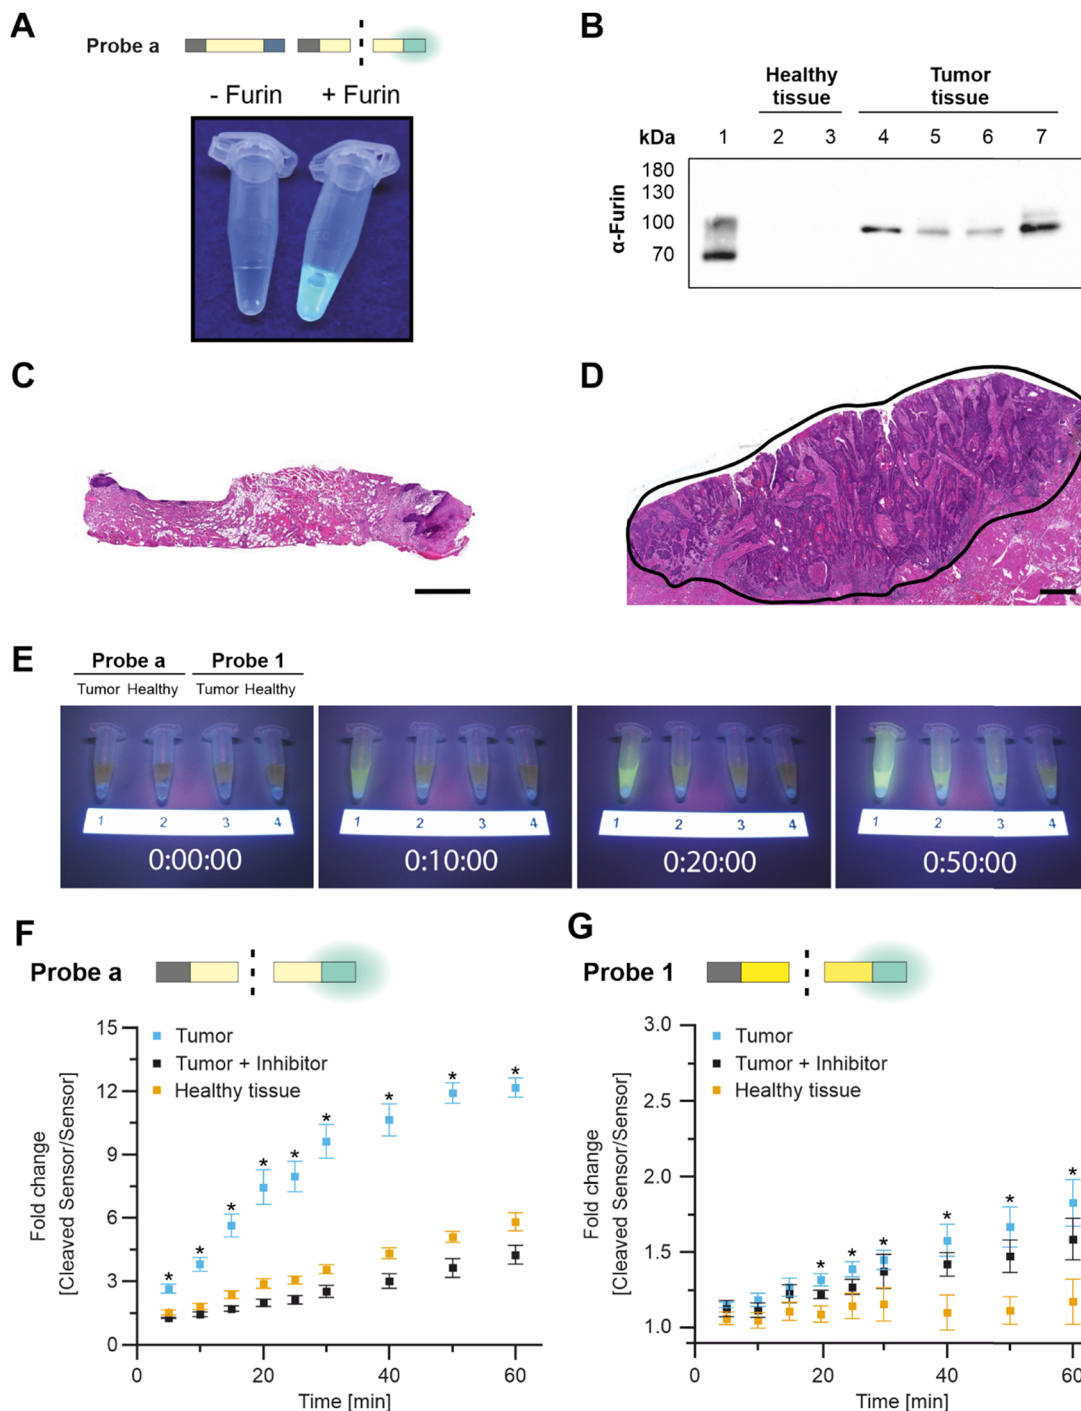 A
Probe a
- Furin + Furin
B
Healthy tissue
Tumor tissue
kDa 1 2 3 4 5 6 7
180
130
100
70
α-Furin
C
D
E
Probe a Probe 1
Tumor Healthy Tumor Healthy
1 2 3 4
0:00:00
1 2 3 4
0:10:00
1 2 3 4
0:20:00
1 2 3 4
0:50:00
F
Probe a
Tumor
Tumor + Inhibitor
Healthy tissue
Fold change
[Cleaved Sensor/Sensor]
15
12
9
6
3
0
* * * * * * * * *
0 20 40 60
Time [min]
G
Probe 1
Tumor
Tumor + Inhibitor
Healthy tissue
Fold change
[Cleaved Sensor/Sensor]
3.0
2.5
2.0
1.5
1.0
* * * * * *
0 20 40 60
Time [min]